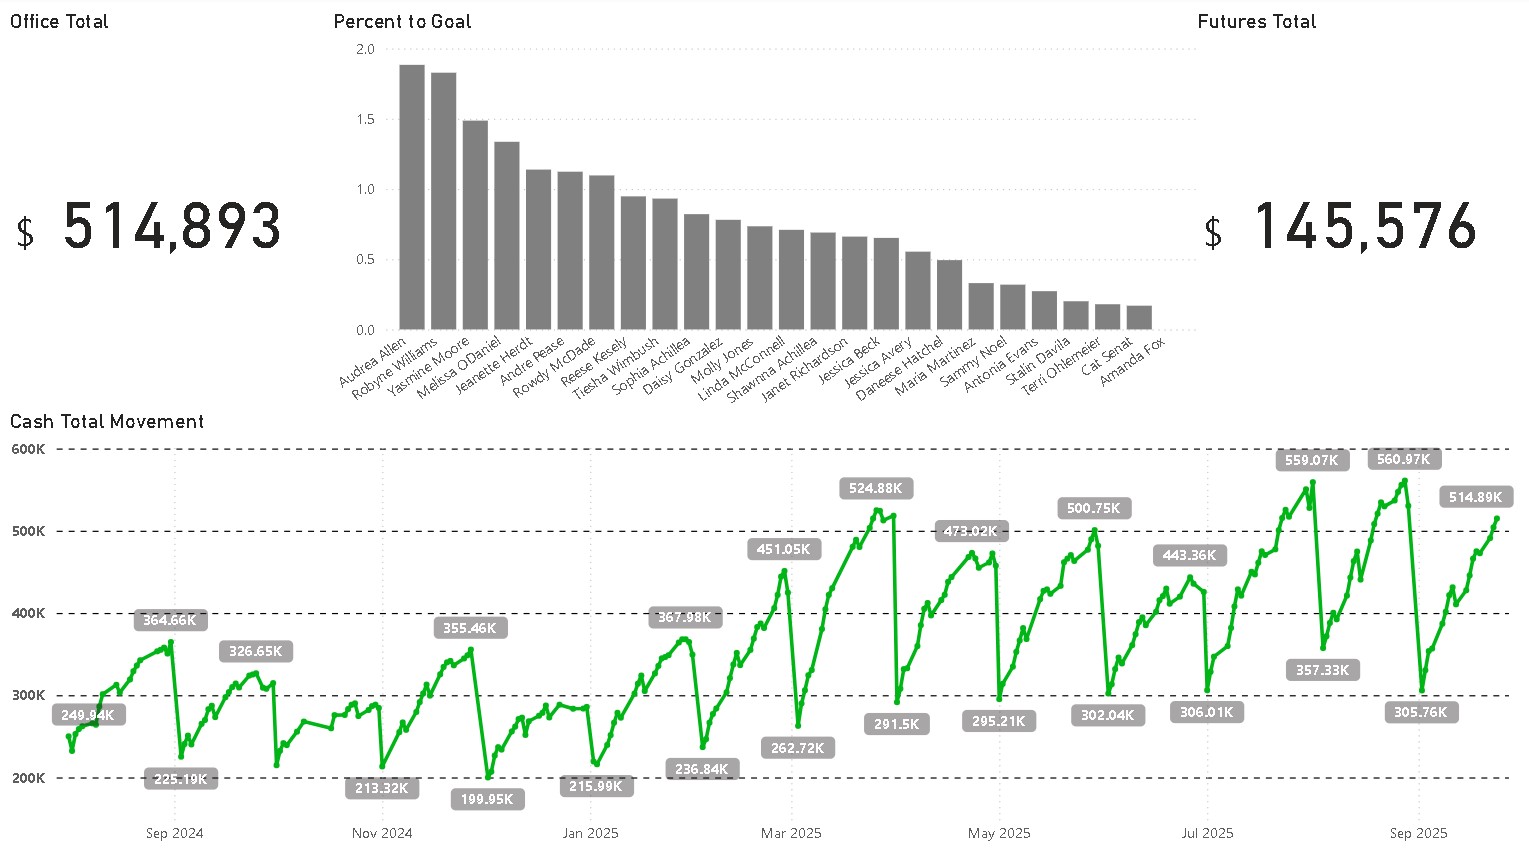 Office Total
$ 514,893
Percent to Goal
2.0
1.5
1.0
0.5
0.0
Audrea Allen
Robyne Williams
Yasmine Moore
Melissa ODaniel
Jeanette Herdt
Andre Pease
Rowdy McDade
Reese Kesely
Tiesha Wimbush
Sophia Achillea
Daisy Gonzalez
Molly Jones
Linda McConnell
Shawnna Achillea
Janet Richardson
Jessica Beck
Jessica Avery
Daneese Hatchel
Maria Martinez
Sammy Noel
Antonia Evans
Stalin Davila
Terri Ohlemeier
Cat Senat
Amanda Fox
Futures Total
$ 145,576
Cash Total Movement
600K
500K
400K
300K
200K
249.94K
364.66K
225.19K
326.65K
213.32K
355.46K
199.95K
215.99K
367.98K
236.84K
451.05K
262.72K
524.88K
291.5K
473.02K
295.21K
500.75K
302.04K
443.36K
306.01K
559.07K
357.33K
560.97K
305.76K
514.89K
Sep 2024
Nov 2024
Jan 2025
Mar 2025
May 2025
Jul 2025
Sep 2025